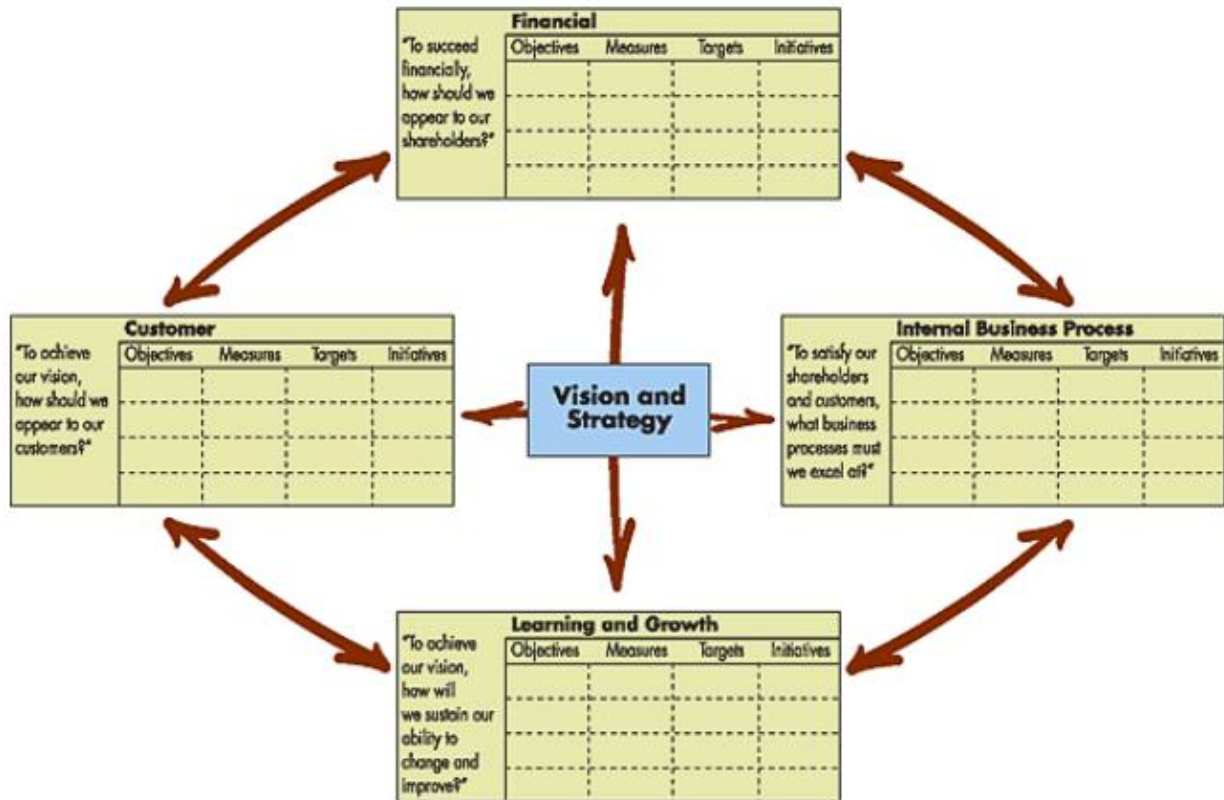 Financial
"To succeed
financially,
how should we
appear to our
shareholders?"
Objectives Measures Targets Initiatives
Customer
"To achieve
our vision,
how should we
appear to our
customers?"
Objectives Measures Targets Initiatives
Vision and
Strategy
Internal Business Process
"To satisfy our
shareholders
and customers,
what business
processes must
we excel at?"
Objectives Measures Targets Initiatives
Learning and Growth
"To achieve
our vision,
how will
we sustain our
ability to
change and
improve?"
Objectives Measures Targets Initiatives